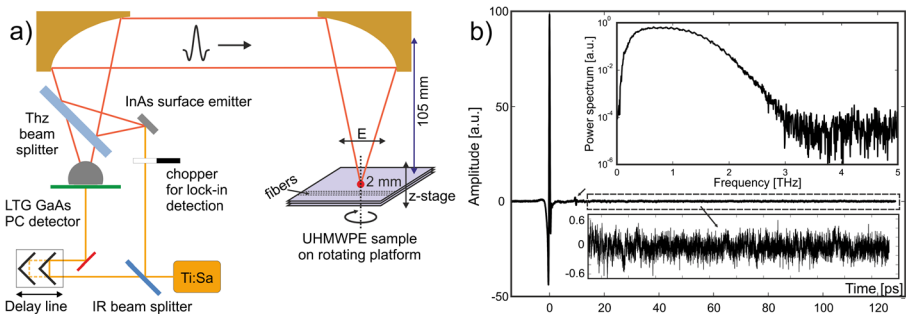 a)
Thz
beam
splitter
InAs surface emitter
LTG GaAs
PC detector
chopper
for lock-in
detection
Delay line
IR beam splitter
Ti:Sa
105 mm
E
2 mm
fibers
z-stage
UHMWPE sample
on rotating platform
b)
Amplitude [a.u.]
100
50
0
-50
0
20
40
60
80
100
120
Time [ps]
Power spectrum [a.u.]
10^0
10^-2
10^-4
10^-6
0
1
2
3
4
5
Frequency [THz]
0.6
0
-0.6